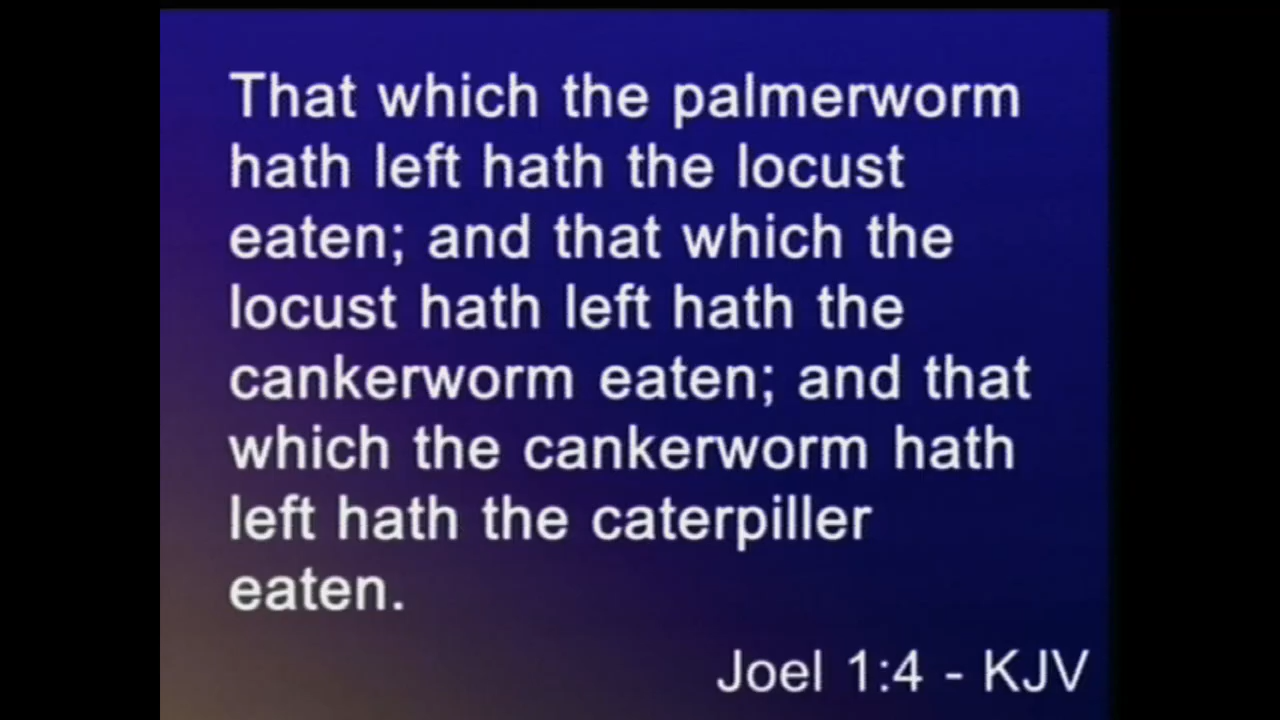 That which the palmerworm
hath left hath the locust
eaten; and that which the
locust hath left hath the
cankerworm eaten; and that
which the cankerworm hath
left hath the caterpiller
eaten.
Joel 1:4 - KJV